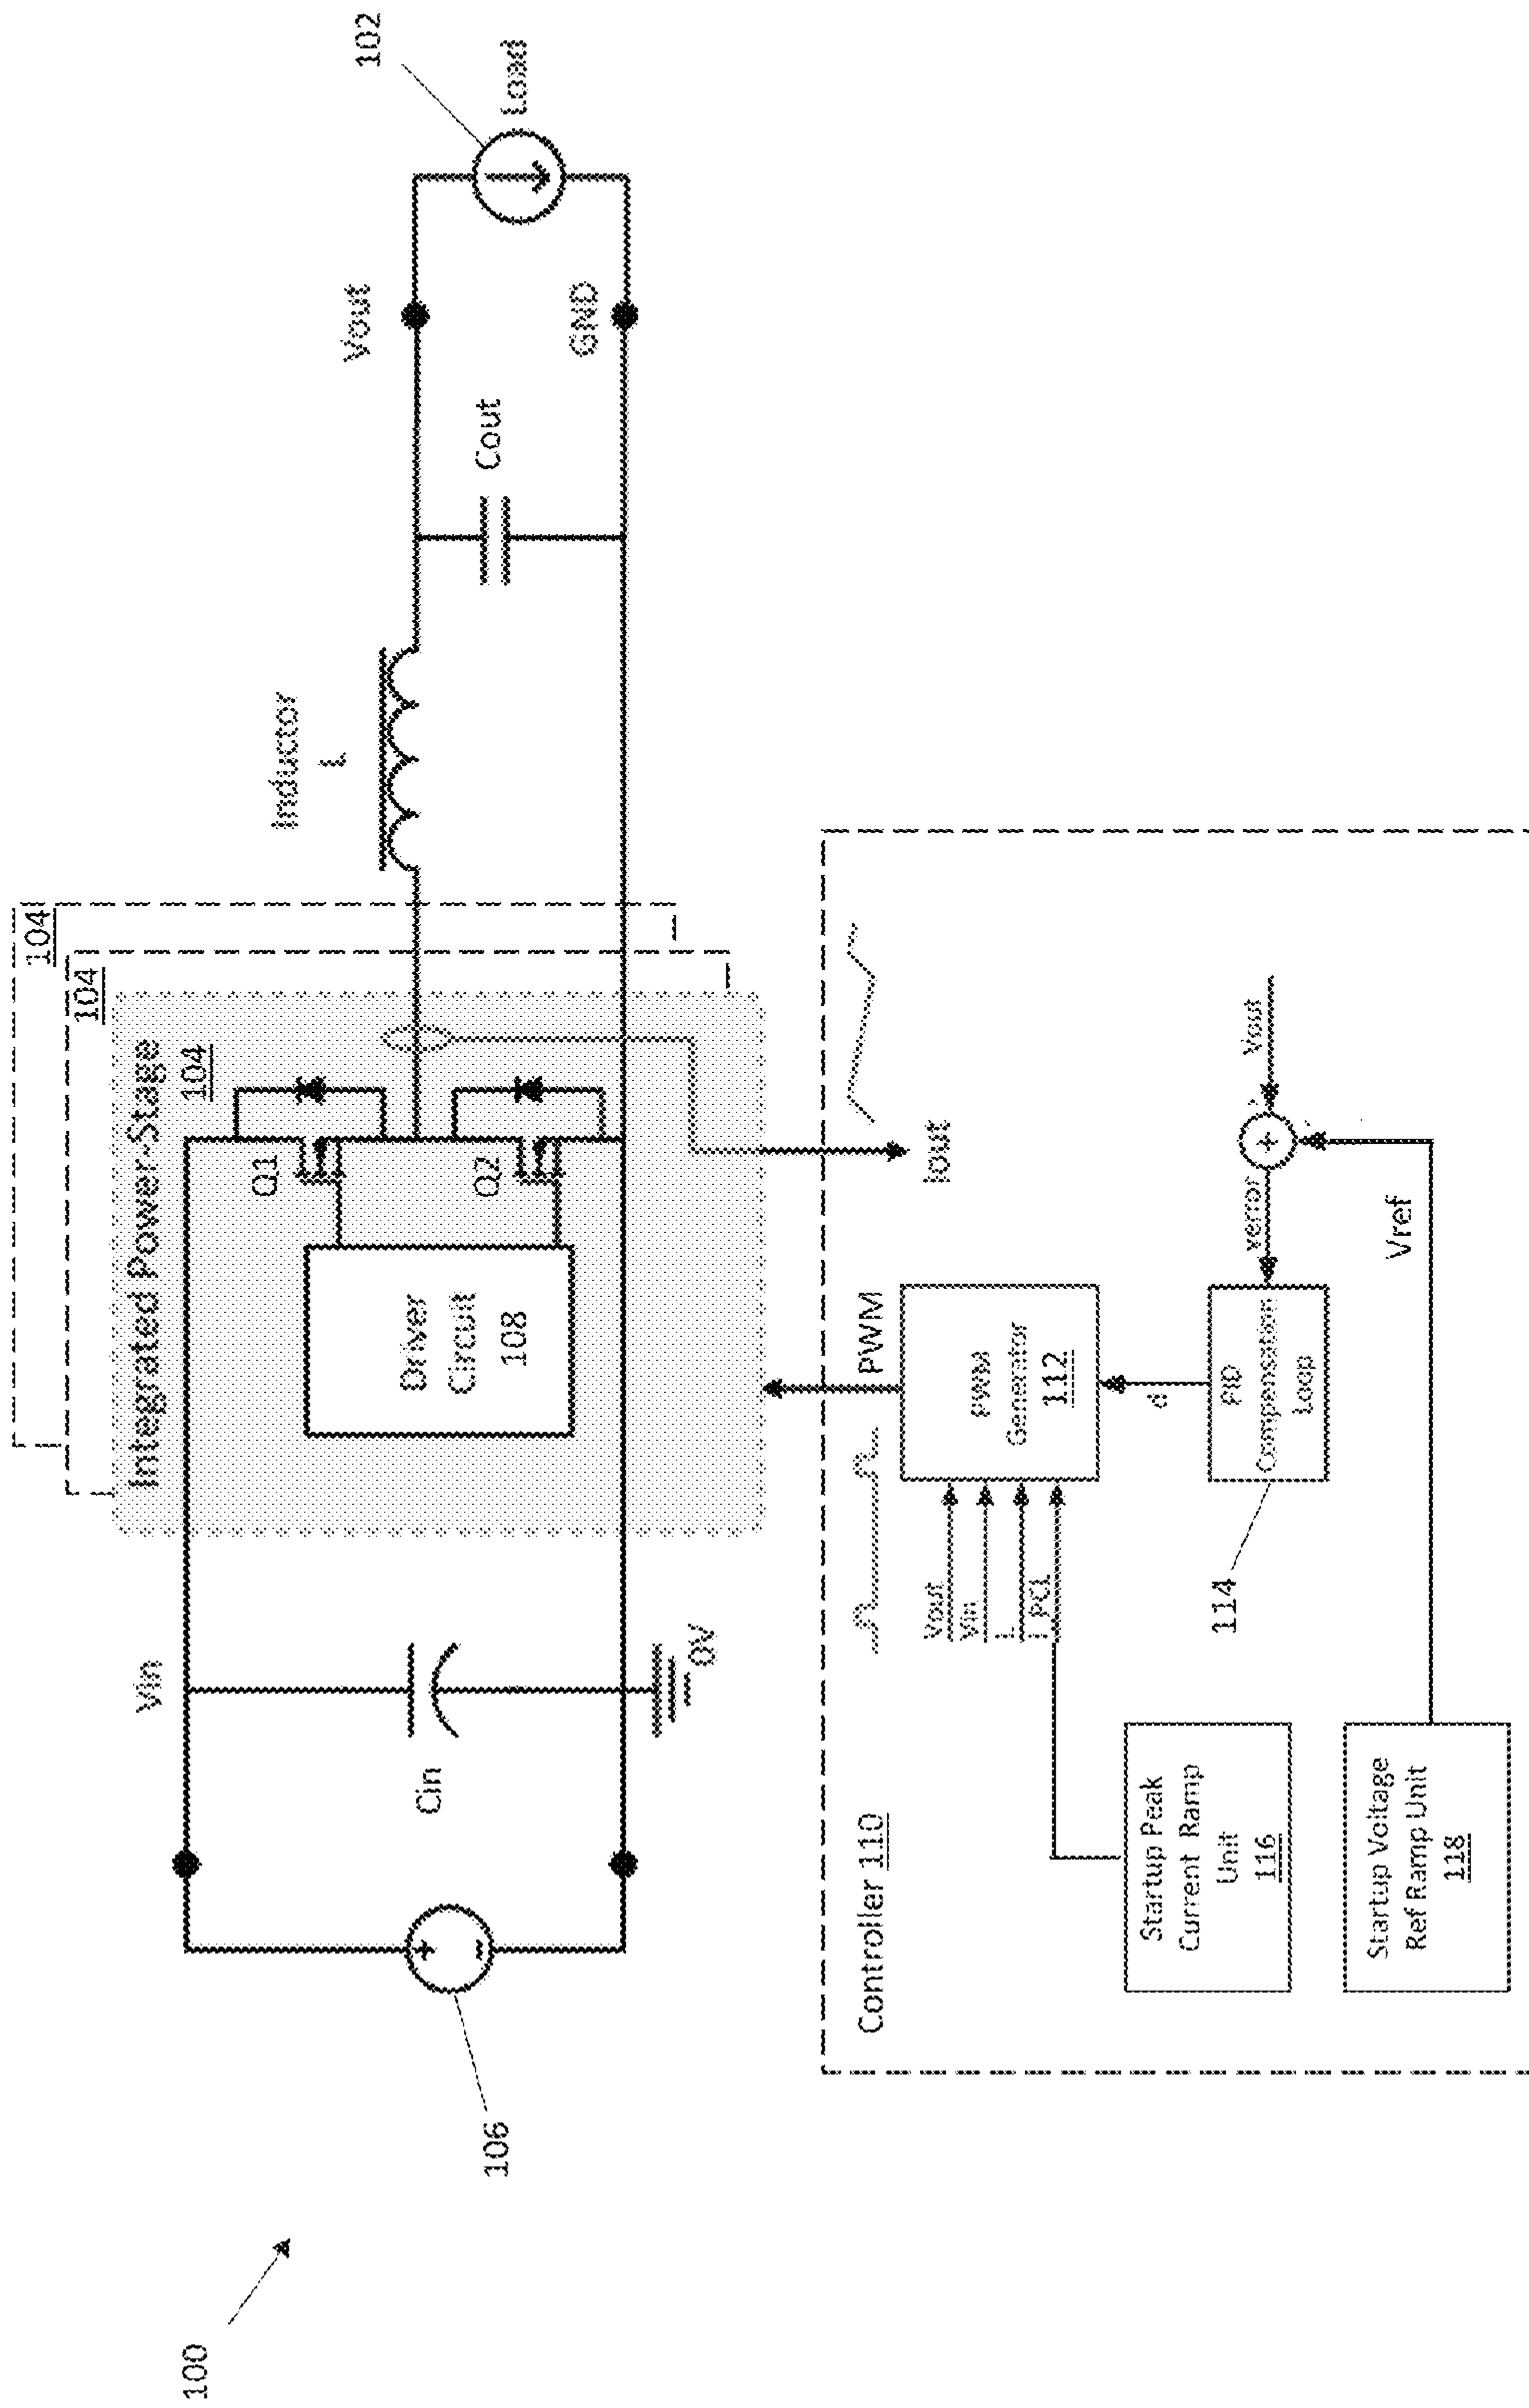 100
106
Vin
Cin
0V
Integrated Power-Stage
104
104
104
Driver
Circuit
108
Q1
Q2
Inductor
L
Vout
Cout
GND
102
Load
Controller 110
PWM
Iout
Vout
Vin
L
I_PCL
PWM
Generator
112
d
PID
Compensation
Loop
114
verror
+
Vout
Vref
Startup Peak
Current Ramp
Unit
116
Startup Voltage
Ref Ramp Unit
118